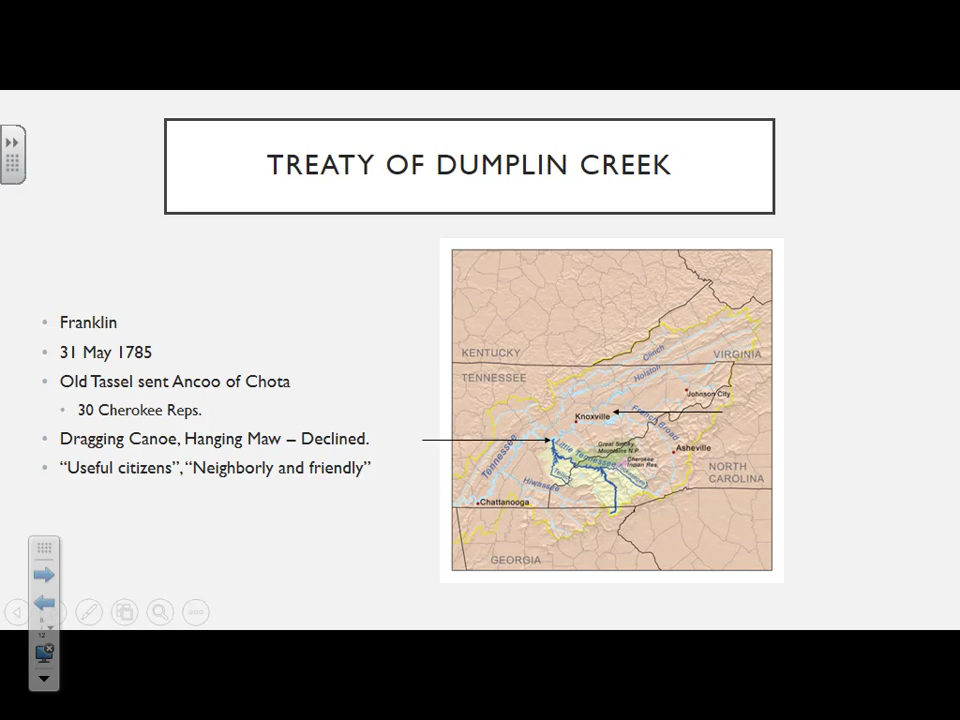 TREATY OF DUMPLIN CREEK
• Franklin
• 31 May 1785
• Old Tassel sent Ancoo of Chota
• 30 Cherokee Reps.
• Dragging Canoe, Hanging Maw – Declined.
• “Useful citizens”, “Neighborly and friendly”
KENTUCKY
VIRGINIA
TENNESSEE
Clinch
Holston
Johnson City
Knoxville
French Broad
Tennessee
Little Tennessee
Great Smoky
Mountains N.P.
Asheville
Cherokee
Indian Res.
NORTH
CAROLINA
Hiwassee
Chattanooga
GEORGIA
12